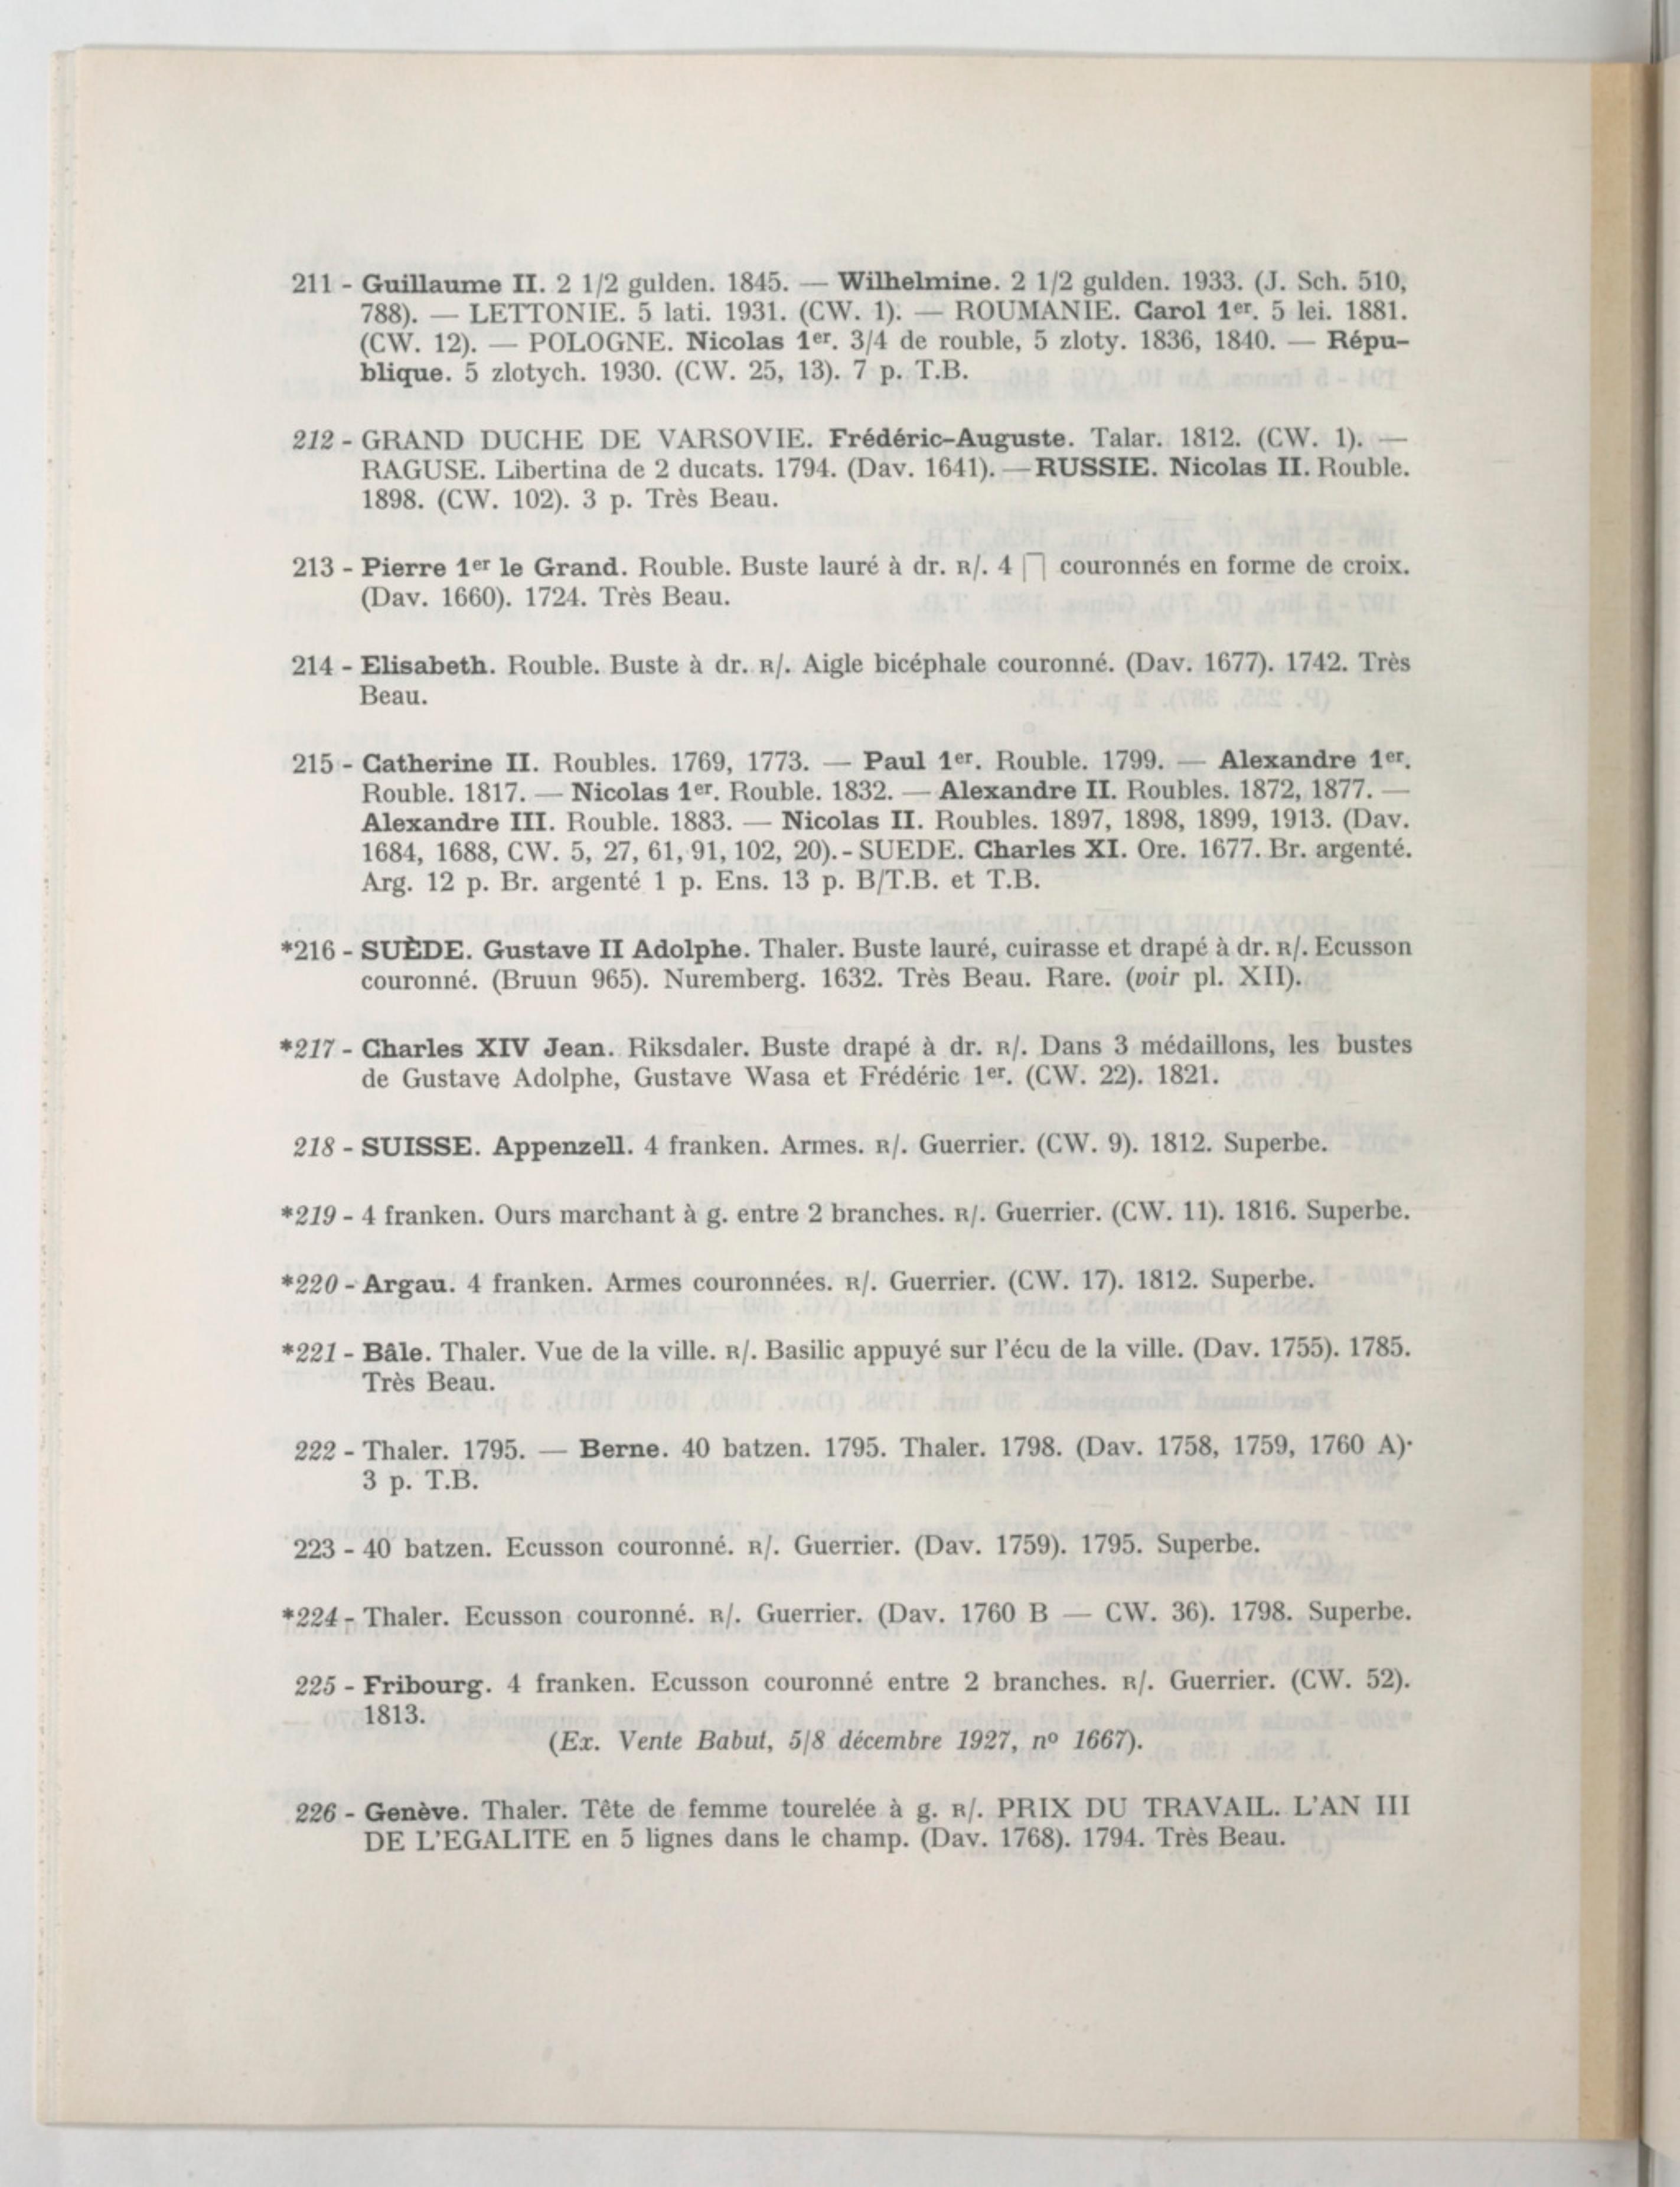 211 - Guillaume II. 2 1/2 gulden. 1845. — Wilhelmine. 2 1/2 gulden. 1933. (J. Sch. 510,
788). — LETTONIE. 5 lati. 1931. (CW. 1). — ROUMANIE. Carol 1er. 5 lei. 1881.
(CW. 12). — POLOGNE. Nicolas 1er. 3/4 de rouble, 5 zloty. 1836, 1840. — Répu-
blique. 5 zlotych. 1930. (CW. 25, 13). 7 p. T.B.
212 - GRAND DUCHE DE VARSOVIE. Frédéric-Auguste. Talar. 1812. (CW. 1). —
RAGUSE. Libertina de 2 ducats. 1794. (Dav. 1641). — RUSSIE. Nicolas II. Rouble.
1898. (CW. 102). 3 p. Très Beau.
213 - Pierre 1er le Grand. Rouble. Buste lauré à dr. R/. 4 Π couronnés en forme de croix.
(Dav. 1660). 1724. Très Beau.
214 - Elisabeth. Rouble. Buste à dr. R/. Aigle bicéphale couronné. (Dav. 1677). 1742. Très
Beau.
215 - Catherine II. Roubles. 1769, 1773. — Paul 1er. Rouble. 1799. — Alexandre 1er.
Rouble. 1817. — Nicolas 1er. Rouble. 1832. — Alexandre II. Roubles. 1872, 1877. —
Alexandre III. Rouble. 1883. — Nicolas II. Roubles. 1897, 1898, 1899, 1913. (Dav.
1684, 1688, CW. 5, 27, 61, 91, 102, 20). - SUEDE. Charles XI. Ore. 1677. Br. argenté.
Arg. 12 p. Br. argenté 1 p. Ens. 13 p. B/T.B. et T.B.
*216 - SUÈDE. Gustave II Adolphe. Thaler. Buste lauré, cuirasse et drapé à dr. R/. Ecusson
couronné. (Bruun 965). Nuremberg. 1632. Très Beau. Rare. (voir pl. XII).
*217 - Charles XIV Jean. Riksdaler. Buste drapé à dr. R/. Dans 3 médaillons, les bustes
de Gustave Adolphe, Gustave Wasa et Frédéric 1er. (CW. 22). 1821.
218 - SUISSE. Appenzell. 4 franken. Armes. R/. Guerrier. (CW. 9). 1812. Superbe.
*219 - 4 franken. Ours marchant à g. entre 2 branches. R/. Guerrier. (CW. 11). 1816. Superbe.
*220 - Argau. 4 franken. Armes couronnées. R/. Guerrier. (CW. 17). 1812. Superbe.
*221 - Bâle. Thaler. Vue de la ville. R/. Basilic appuyé sur l'écu de la ville. (Dav. 1755). 1785.
Très Beau.
222 - Thaler. 1795. — Berne. 40 batzen. 1795. Thaler. 1798. (Dav. 1758, 1759, 1760 A).
3 p. T.B.
223 - 40 batzen. Ecusson couronné. R/. Guerrier. (Dav. 1759). 1795. Superbe.
*224 - Thaler. Ecusson couronné. R/. Guerrier. (Dav. 1760 B — CW. 36). 1798. Superbe.
225 - Fribourg. 4 franken. Ecusson couronné entre 2 branches. R/. Guerrier. (CW. 52).
1813.
(Ex. Vente Babut, 5/8 décembre 1927, nº 1667).
226 - Genève. Thaler. Tête de femme tourelée à g. R/. PRIX DU TRAVAIL. L'AN III
DE L'EGALITE en 5 lignes dans le champ. (Dav. 1768). 1794. Très Beau.